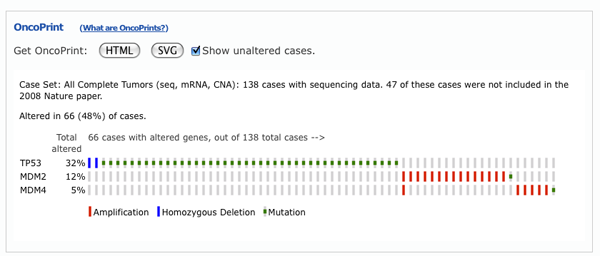 OncoPrint (What are OncoPrints?)
Get OncoPrint: HTML SVG Show unaltered cases.
Case Set: All Complete Tumors (seq, mRNA, CNA): 138 cases with sequencing data. 47 of these cases were not included in the
2008 Nature paper.
Altered in 66 (48%) of cases.
Total altered 66 cases with altered genes, out of 138 total cases -->
TP53 32%
MDM2 12%
MDM4 5%
Amplification Homozygous Deletion Mutation